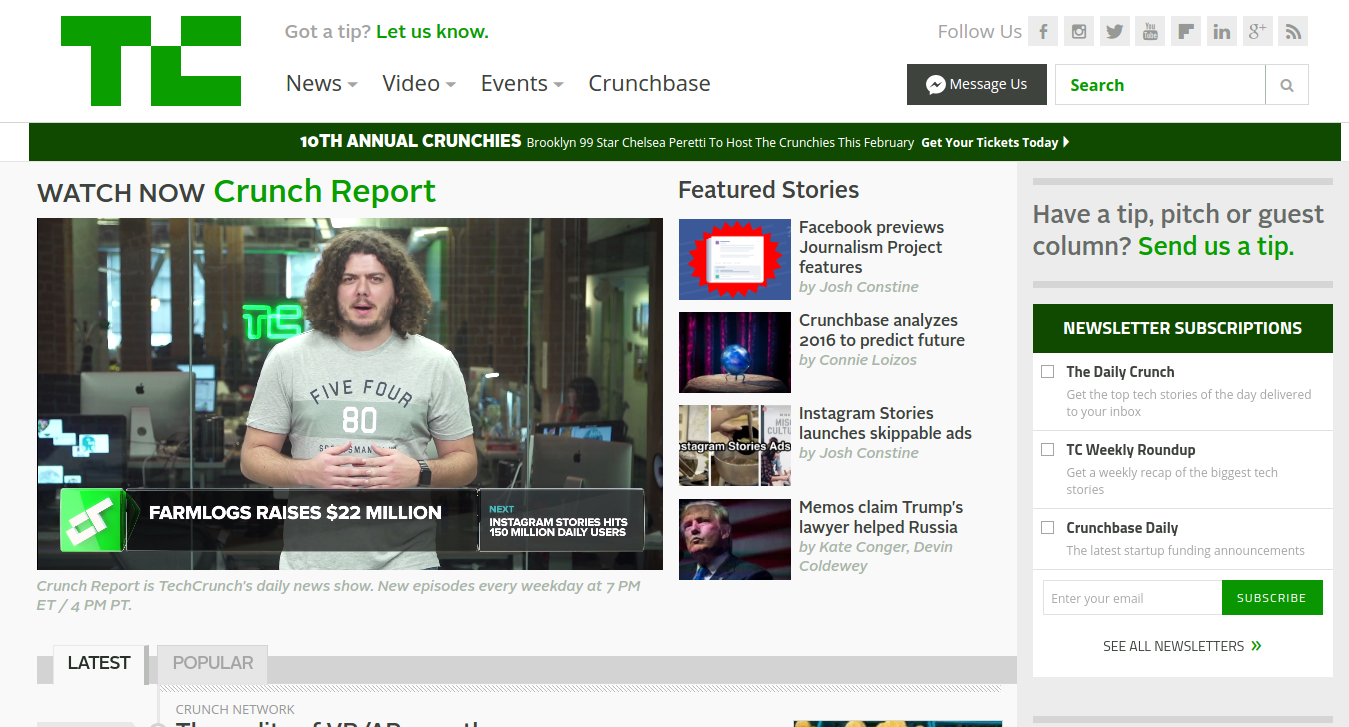 TC
Got a tip? Let us know.
Follow Us
News Video Events Crunchbase
Message Us
Search
10TH ANNUAL CRUNCHIES Brooklyn 99 Star Chelsea Peretti To Host The Crunchies This February Get Your Tickets Today
WATCH NOW Crunch Report
TC
FIVE FOUR
80
FARMLOGS RAISES $22 MILLION
NEXT
INSTAGRAM STORIES HITS
150 MILLION DAILY USERS
Crunch Report is TechCrunch's daily news show. New episodes every weekday at 7 PM
ET / 4 PM PT.
Featured Stories
Facebook previews
Journalism Project
features
by Josh Constine
Crunchbase analyzes
2016 to predict future
by Connie Loizos
Instagram Stories Ads
Instagram Stories
launches skippable ads
by Josh Constine
Memos claim Trump's
lawyer helped Russia
by Kate Conger, Devin
Coldewey
Have a tip, pitch or guest
column? Send us a tip.
NEWSLETTER SUBSCRIPTIONS
The Daily Crunch
Get the top tech stories of the day delivered
to your inbox
TC Weekly Roundup
Get a weekly recap of the biggest tech
stories
Crunchbase Daily
The latest startup funding announcements
Enter your email
SUBSCRIBE
SEE ALL NEWSLETTERS »
LATEST
POPULAR
CRUNCH NETWORK